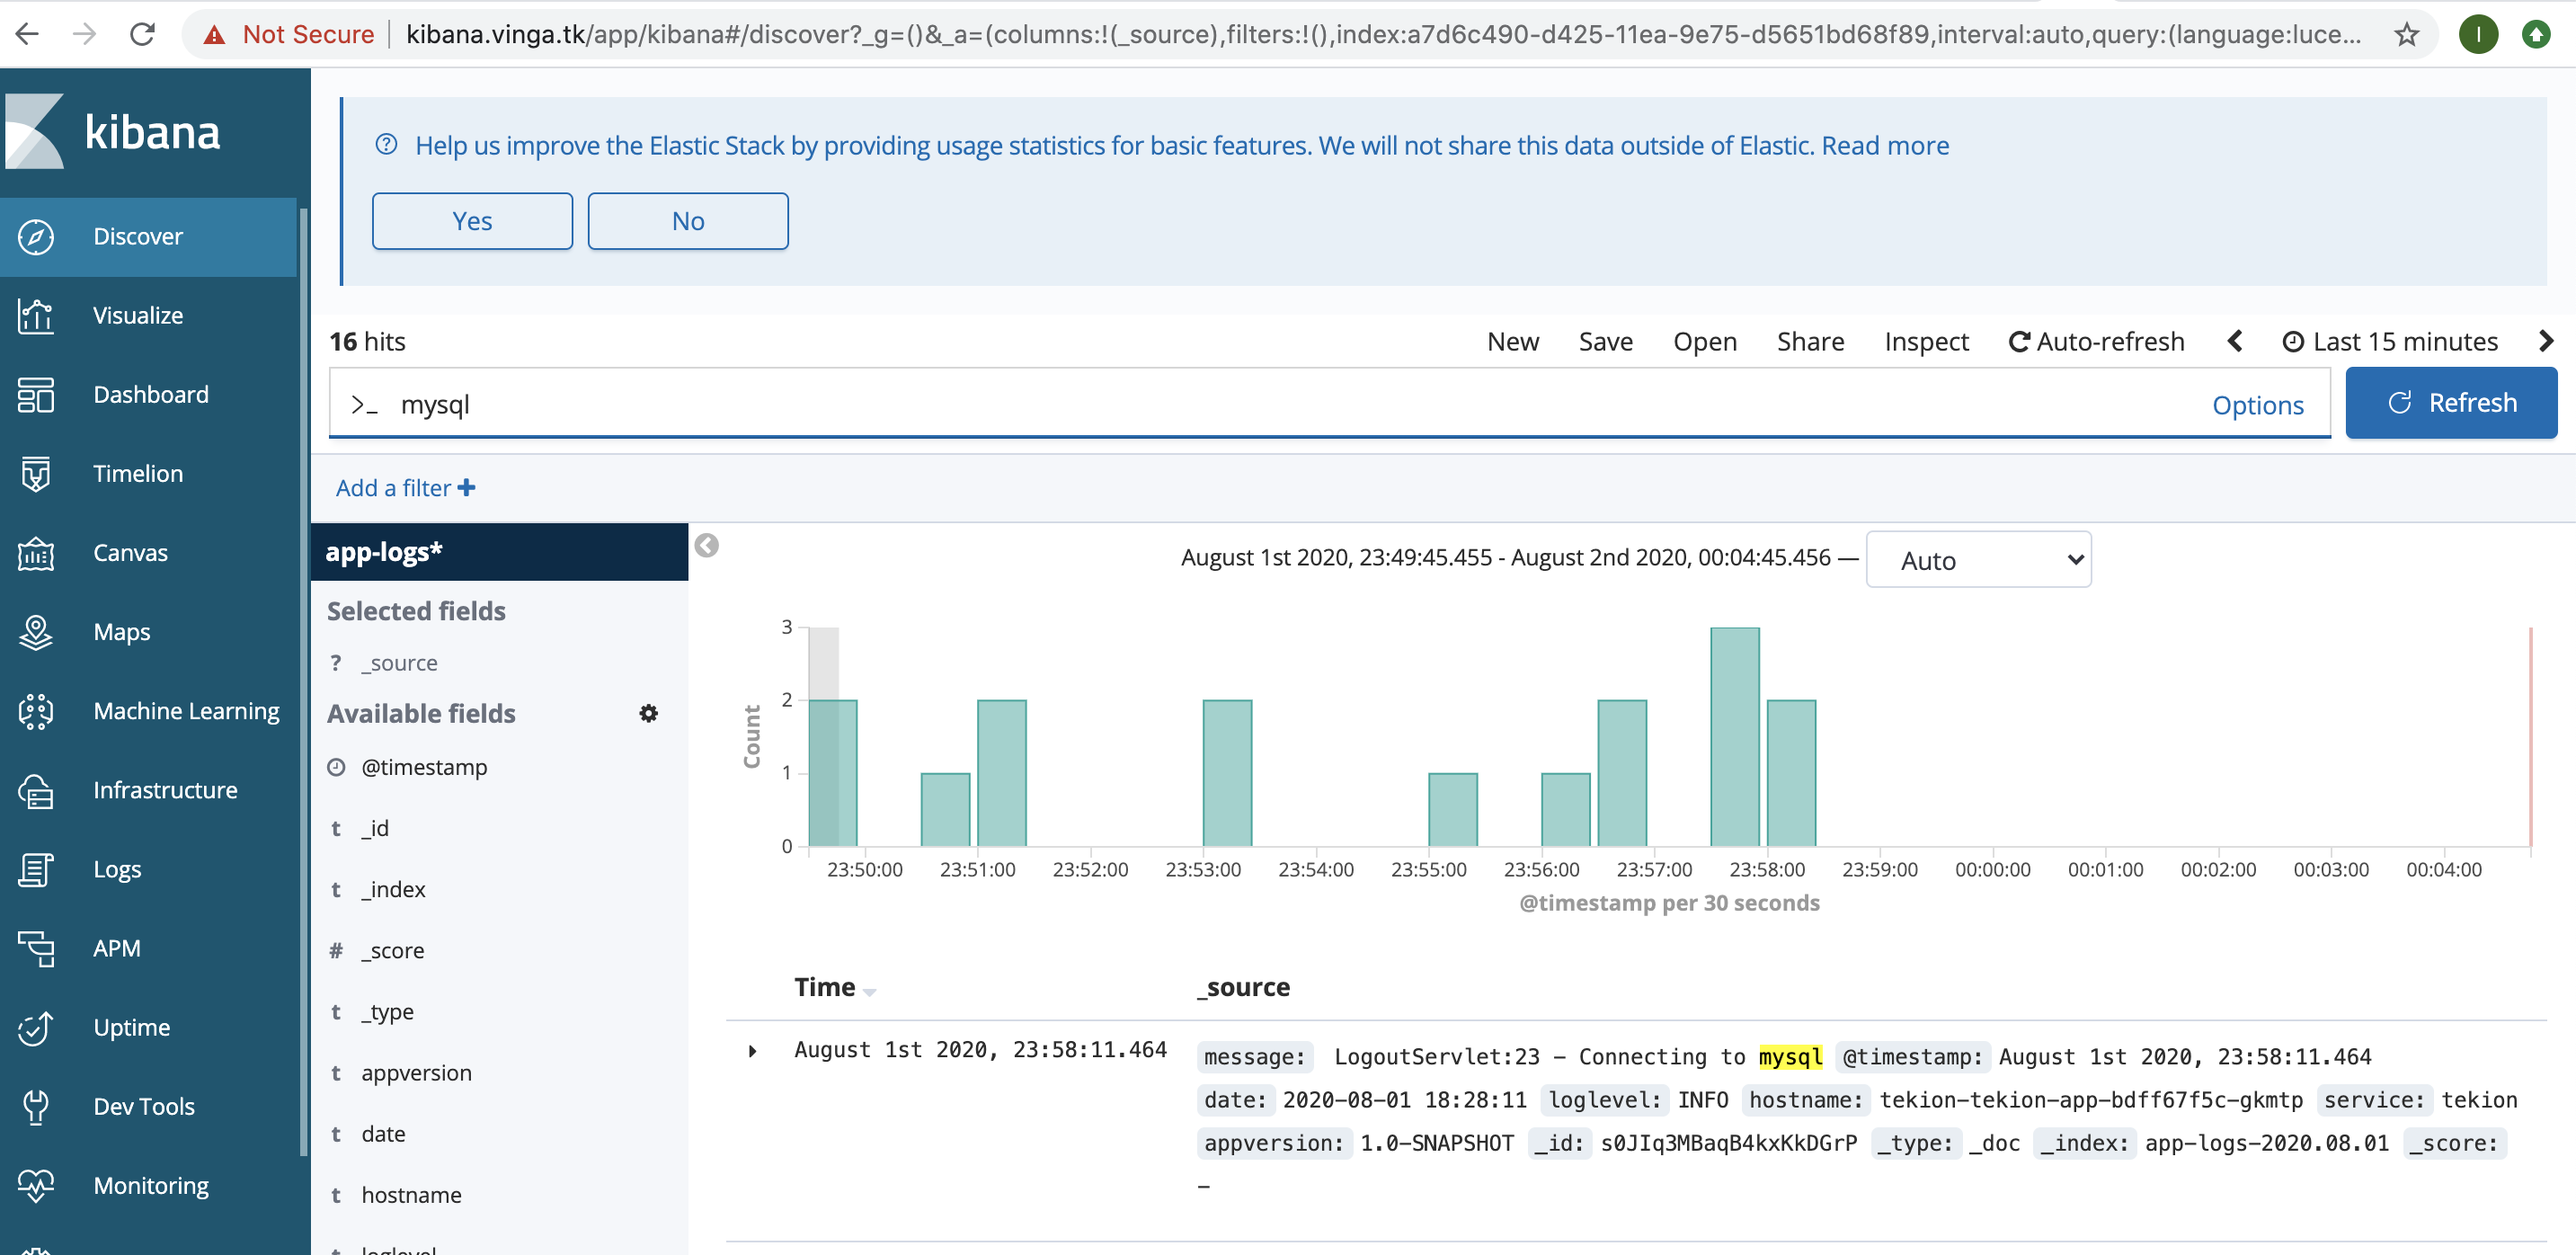 Not Secure kibana.vinga.tk/app/kibana#/discover?_g=()&_a=(columns:!(_source),filters:!(),index:a7d6c490-d425-11ea-9e75-d5651bd68f89,interval:auto,query:(language:luce... I
kibana
Help us improve the Elastic Stack by providing usage statistics for basic features. We will not share this data outside of Elastic. Read more
Yes No
Discover
Visualize
Dashboard
Timelion
Canvas
Maps
Machine Learning
Infrastructure
Logs
APM
Uptime
Dev Tools
Monitoring
16 hits New Save Open Share Inspect Auto-refresh Last 15 minutes
>_ mysql Options Refresh
Add a filter +
app-logs*
Selected fields
? _source
Available fields
@timestamp
t _id
t _index
# _score
t _type
t appversion
t date
t hostname
t loglevel
August 1st 2020, 23:49:45.455 - August 2nd 2020, 00:04:45.456 — Auto
3
2
1
0
Count
23:50:00 23:51:00 23:52:00 23:53:00 23:54:00 23:55:00 23:56:00 23:57:00 23:58:00 23:59:00 00:00:00 00:01:00 00:02:00 00:03:00 00:04:00
@timestamp per 30 seconds
Time _source
August 1st 2020, 23:58:11.464 message: LogoutServlet:23 - Connecting to mysql @timestamp: August 1st 2020, 23:58:11.464
date: 2020-08-01 18:28:11 loglevel: INFO hostname: tekion-tekion-app-bdff67f5c-gkmtp service: tekion
appversion: 1.0-SNAPSHOT _id: s0JIq3MBaqB4kxKkDGrP _type: _doc _index: app-logs-2020.08.01 _score:
-